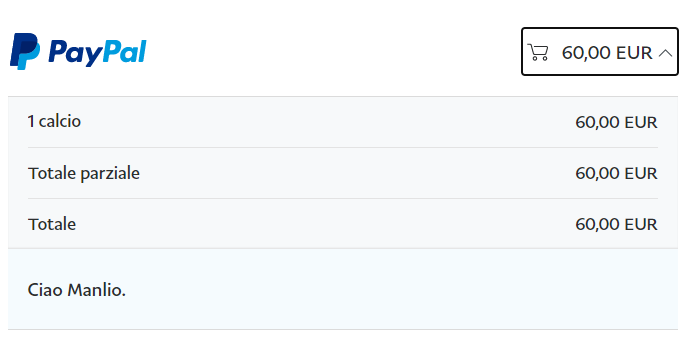 PayPal
60,00 EUR
1 calcio 60,00 EUR
Totale parziale 60,00 EUR
Totale 60,00 EUR
Ciao Manlio.